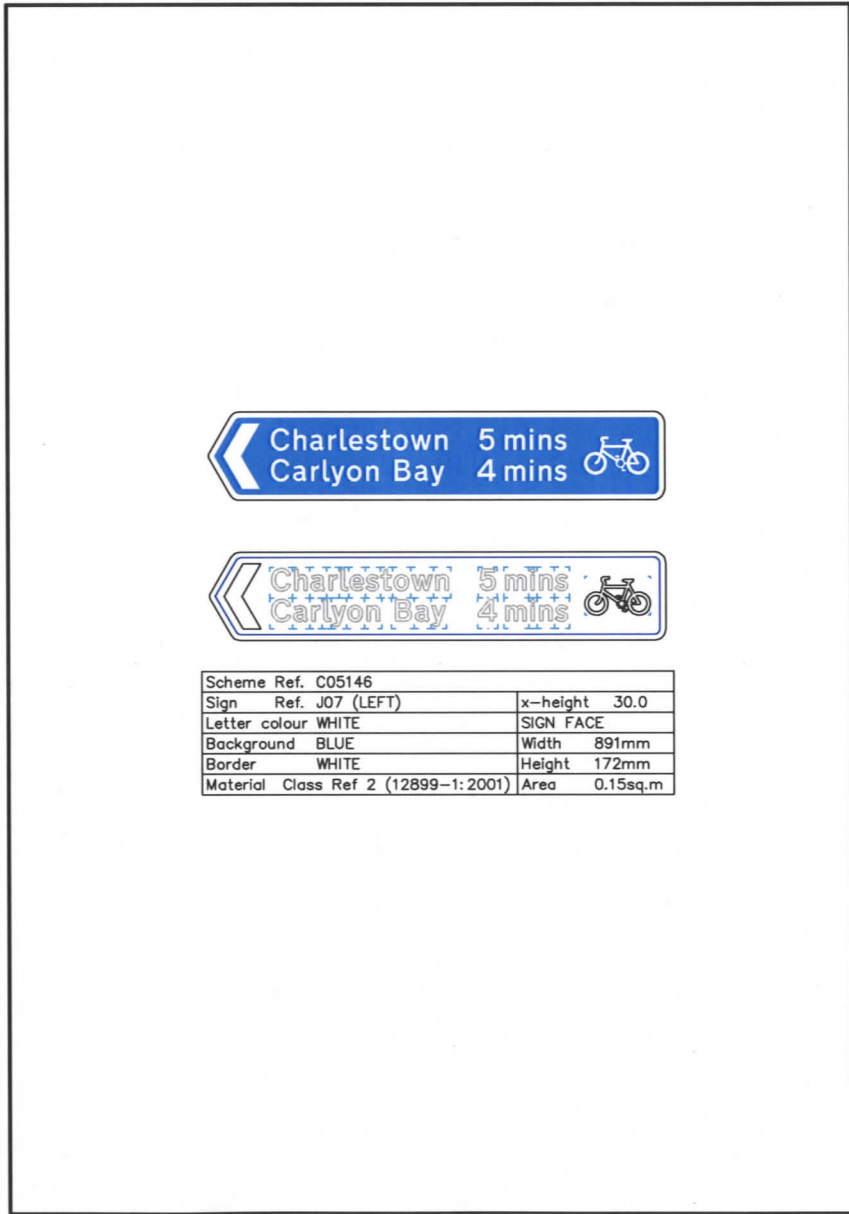 Charlestown 5 mins
Carlyon Bay 4 mins
Charlestown 5 mins
Carlyon Bay 4 mins
Scheme Ref. C05146
Sign Ref. J07 (LEFT) x-height 30.0
Letter colour WHITE SIGN FACE
Background BLUE Width 891mm
Border WHITE Height 172mm
Material Class Ref 2 (12899-1:2001) Area 0.15sq.m